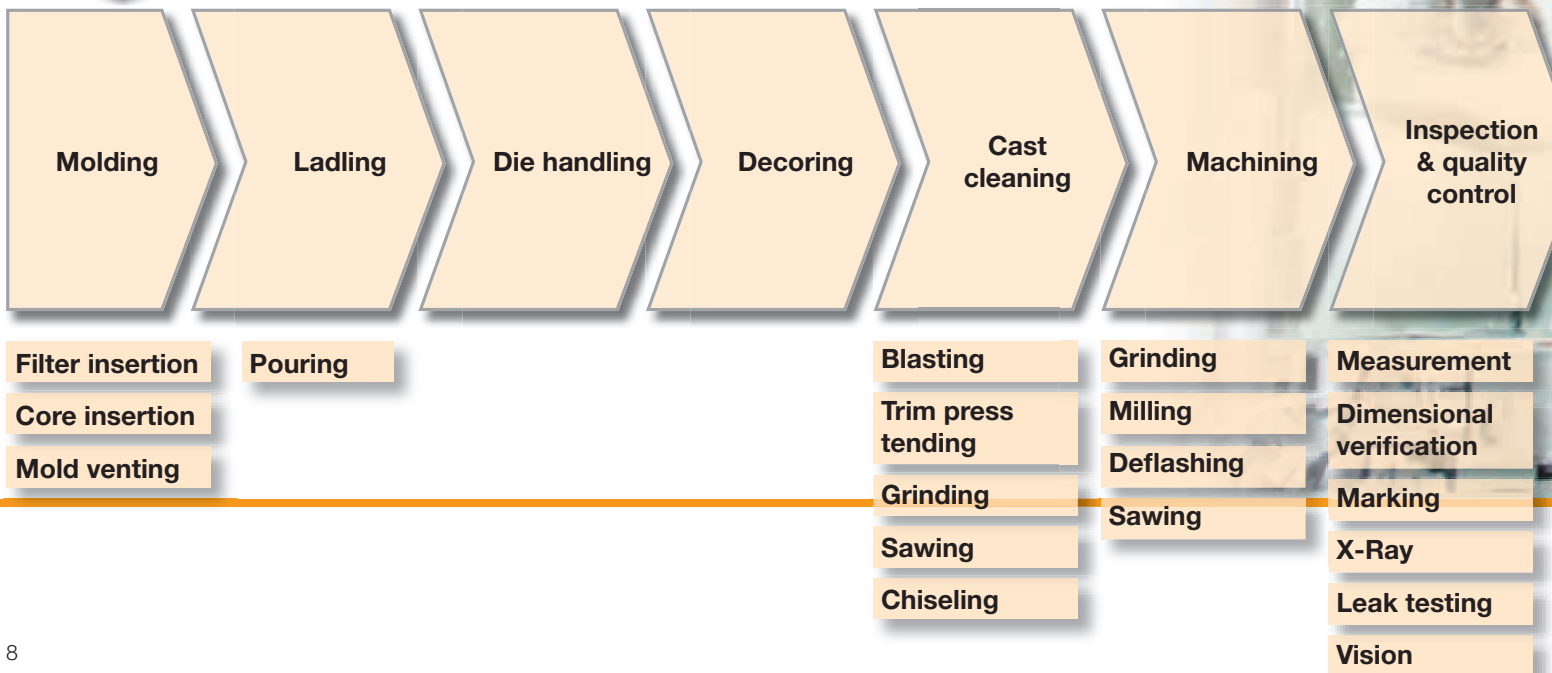 Molding
Ladling
Die handling
Decoring
Cast
cleaning
Machining
Inspection
& quality
control
Filter insertion
Core insertion
Mold venting
Pouring
Blasting
Trim press
tending
Grinding
Sawing
Chiseling
Grinding
Milling
Deflashing
Sawing
Measurement
Dimensional
verification
Marking
X-Ray
Leak testing
Vision
8